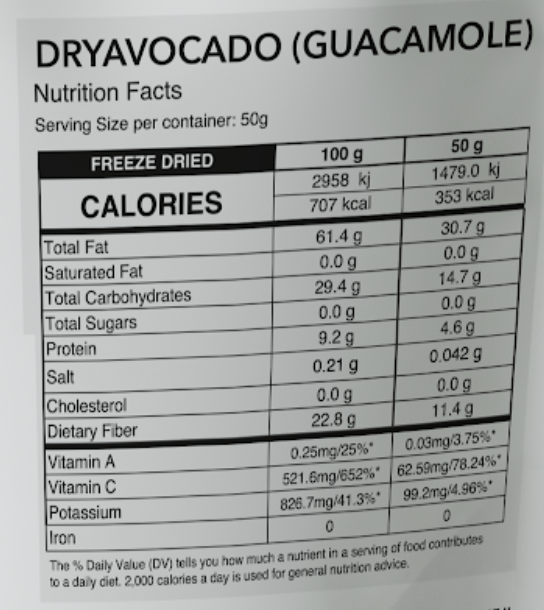 DRYAVOCADO (GUACAMOLE)
Nutrition Facts
Serving Size per container: 50g
FREEZE DRIED 100 g 50 g
CALORIES 2958 kj 1479.0 kj
707 kcal 353 kcal
Total Fat 61.4 g 30.7 g
Saturated Fat 0.0 g 0.0 g
Total Carbohydrates 29.4 g 14.7 g
Total Sugars 0.0 g 0.0 g
Protein 9.2 g 4.6 g
Salt 0.21 g 0.042 g
Cholesterol 0.0 g 0.0 g
Dietary Fiber 22.8 g 11.4 g
Vitamin A 0.25mg/25%* 0.03mg/3.75%*
Vitamin C 521.6mg/652%* 62.59mg/78.24%*
Potassium 826.7mg/41.3%* 99.2mg/4.96%*
Iron 0 0
The % Daily Value (DV) tells you how much a nutrient in a serving of food contributes
to a daily diet. 2,000 calories a day is used for general nutrition advice.